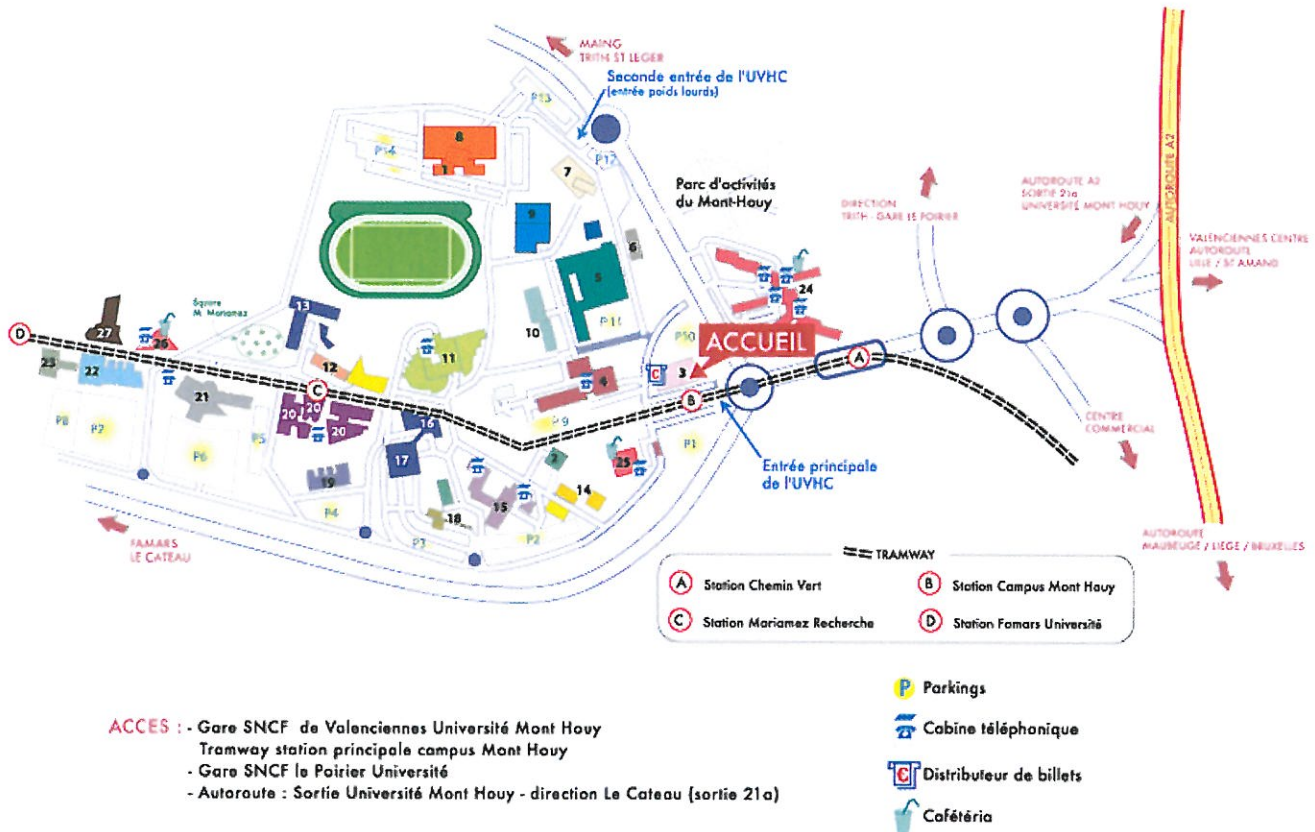 MAING
TRITH ST LEGER
Seconde entrée de l'UVHC
(entrée poids lourds)
P13
P14
8
1
7
P12
Parc d'activités
du Mont-Houy
9
6
5
P11
10
24
P10
ACCUEIL
3
€
DIRECTION
TRITH - GARE LE POIRIER
AUTOROUTE A2
SORTIE 21a
UNIVERSITÉ MONT HOUY
AUTOROUTE A2
VALENCIENNES CENTRE
AUTOROUTE
LILLE / ST AMAND
CENTRE
COMMERCIAL
AUTOROUTE
MAUBEUGE / LIEGE / BRUXELLES
Square
M. Mariamez
13
27
26
D
12
11
4
A
B
C
23
22
21
20
20
20
16
17
P9
P8
P7
P6
P5
2
25
P1
Entrée principale
de l'UVHC
19
P4
18
15
14
P3
P2
FAMARS
LE CATEAU
TRAMWAY
A Station Chemin Vert
B Station Campus Mont Houy
C Station Mariamez Recherche
D Station Famars Université
P Parkings
Cabine téléphonique
€ Distributeur de billets
Cafétéria
ACCES : - Gare SNCF de Valenciennes Université Mont Houy
Tramway station principale campus Mont Houy
- Gare SNCF le Poirier Université
- Autoroute : Sortie Université Mont Houy - direction Le Cateau (sortie 21a)